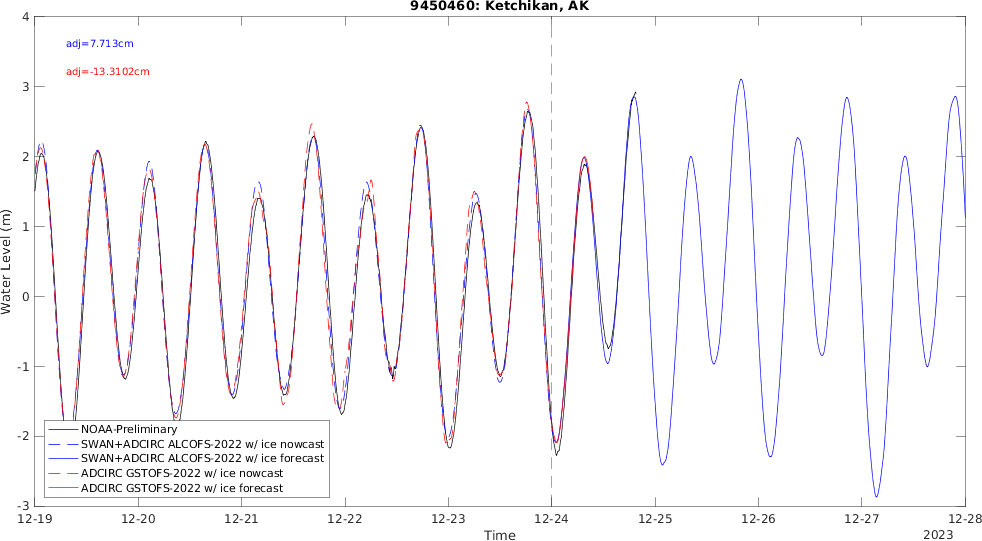 9450460: Ketchikan, AK
adj=7.713cm
adj=-13.3102cm
Water Level (m)
4
3
2
1
0
-1
-2
-3
NOAA-Preliminary
SWAN+ADCIRC ALCOFS-2022 w/ ice nowcast
SWAN+ADCIRC ALCOFS-2022 w/ ice forecast
ADCIRC GSTOFS-2022 w/ ice nowcast
ADCIRC GSTOFS-2022 w/ ice forecast
12-19 12-20 12-21 12-22 12-23 12-24 12-25 12-26 12-27 12-28
Time
2023